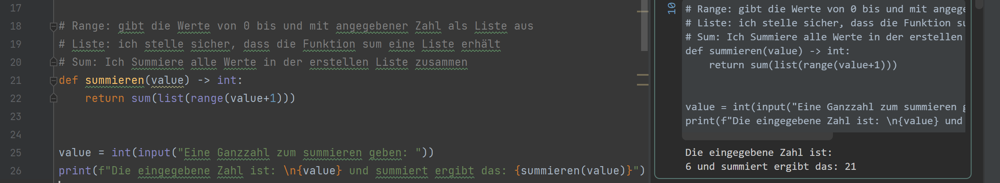 17
18 # Range: gibt die Werte von 0 bis und mit angegebener Zahl als Liste aus
19 # Liste: ich stelle sicher, dass die Funktion sum eine Liste erhält
20 # Sum: Ich Summiere alle Werte in der erstellen Liste zusammen
21 def summieren(value) -> int:
22     return sum(list(range(value+1)))
23
24
25 value = int(input("Eine Ganzzahl zum summieren geben: "))
26 print(f"Die eingegebene Zahl ist: \n{value} und summiert ergibt das: {summieren(value)}")
10
# Range: gibt die Werte von 0 bis und mit angege
# Liste: ich stelle sicher, dass die Funktion su
# Sum: Ich Summiere alle Werte in der erstellen
def summieren(value) -> int:
    return sum(list(range(value+1)))
value = int(input("Eine Ganzzahl zum summieren g
print(f"Die eingegebene Zahl ist: \n{value} und
Die eingegebene Zahl ist:
6 und summiert ergibt das: 21